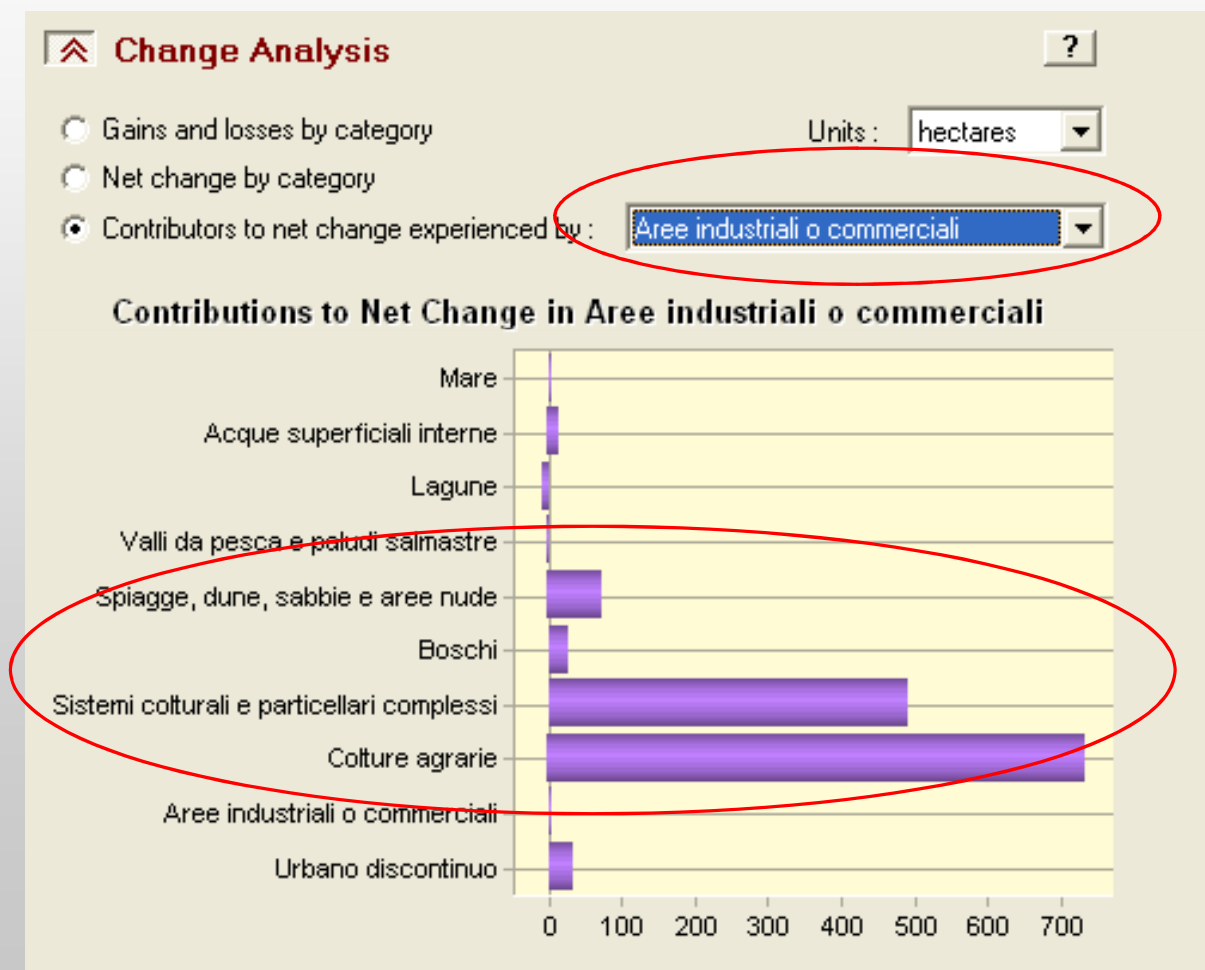 Change Analysis ?
Gains and losses by category Units : hectares
Net change by category
Contributors to net change experienced by : Aree industriali o commerciali
Contributions to Net Change in Aree industriali o commerciali
Mare
Acque superficiali interne
Lagune
Valli da pesca e paludi salmastre
Spiagge, dune, sabbie e aree nude
Boschi
Sistemi colturali e particellari complessi
Colture agrarie
Aree industriali o commerciali
Urbano discontinuo
0 100 200 300 400 500 600 700